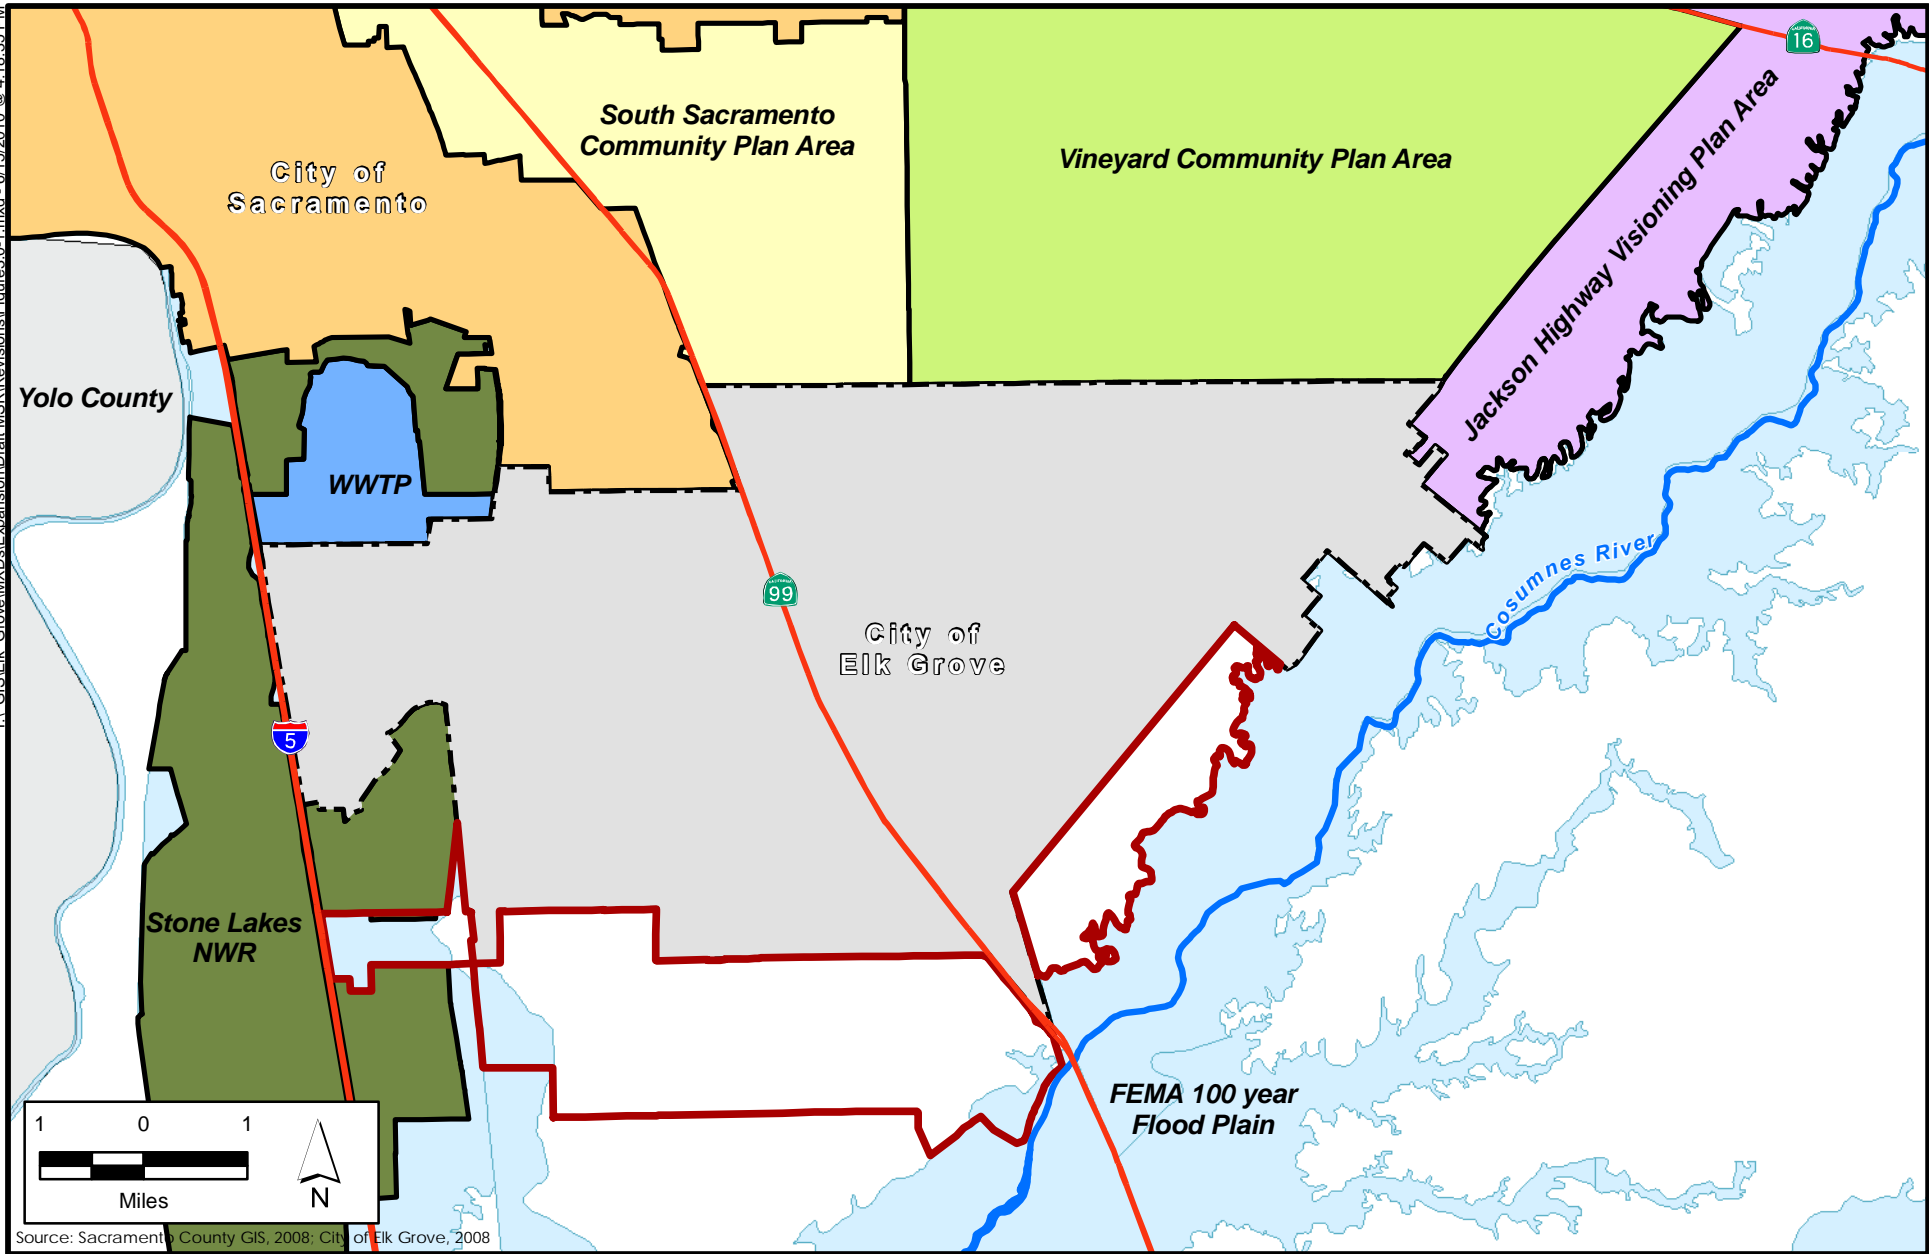 CALIFORNIA
16
South Sacramento
Community Plan Area
Vineyard Community Plan Area
Jackson Highway Visioning Plan Area
City of
Sacramento
Yolo County
WWTP
Cosumnes River
CALIFORNIA
99
City of
Elk Grove
5
Stone Lakes
NWR
FEMA 100 year
Flood Plain
1 0 1
Miles
N
Source: Sacramento County GIS, 2008; City of Elk Grove, 2008